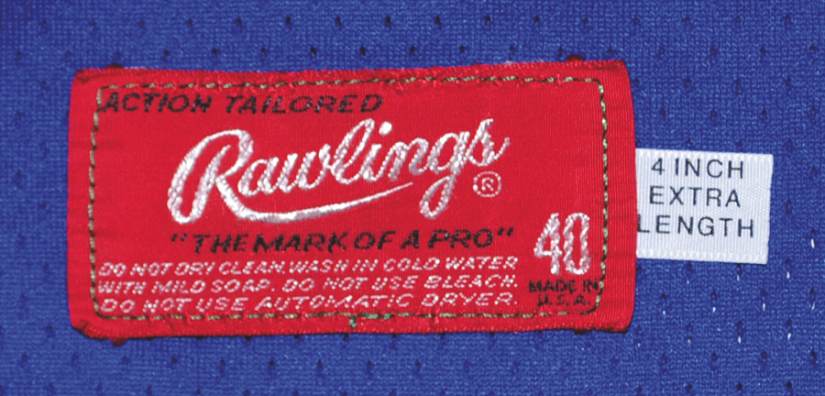 ACTION TAILORED
Rawlings ®
"THE MARK OF A PRO"
40
DO NOT DRY CLEAN. WASH IN COLD WATER
WITH MILD SOAP. DO NOT USE BLEACH.
DO NOT USE AUTOMATIC DRYER.
MADE IN
U.S.A.
4 INCH
EXTRA
LENGTH